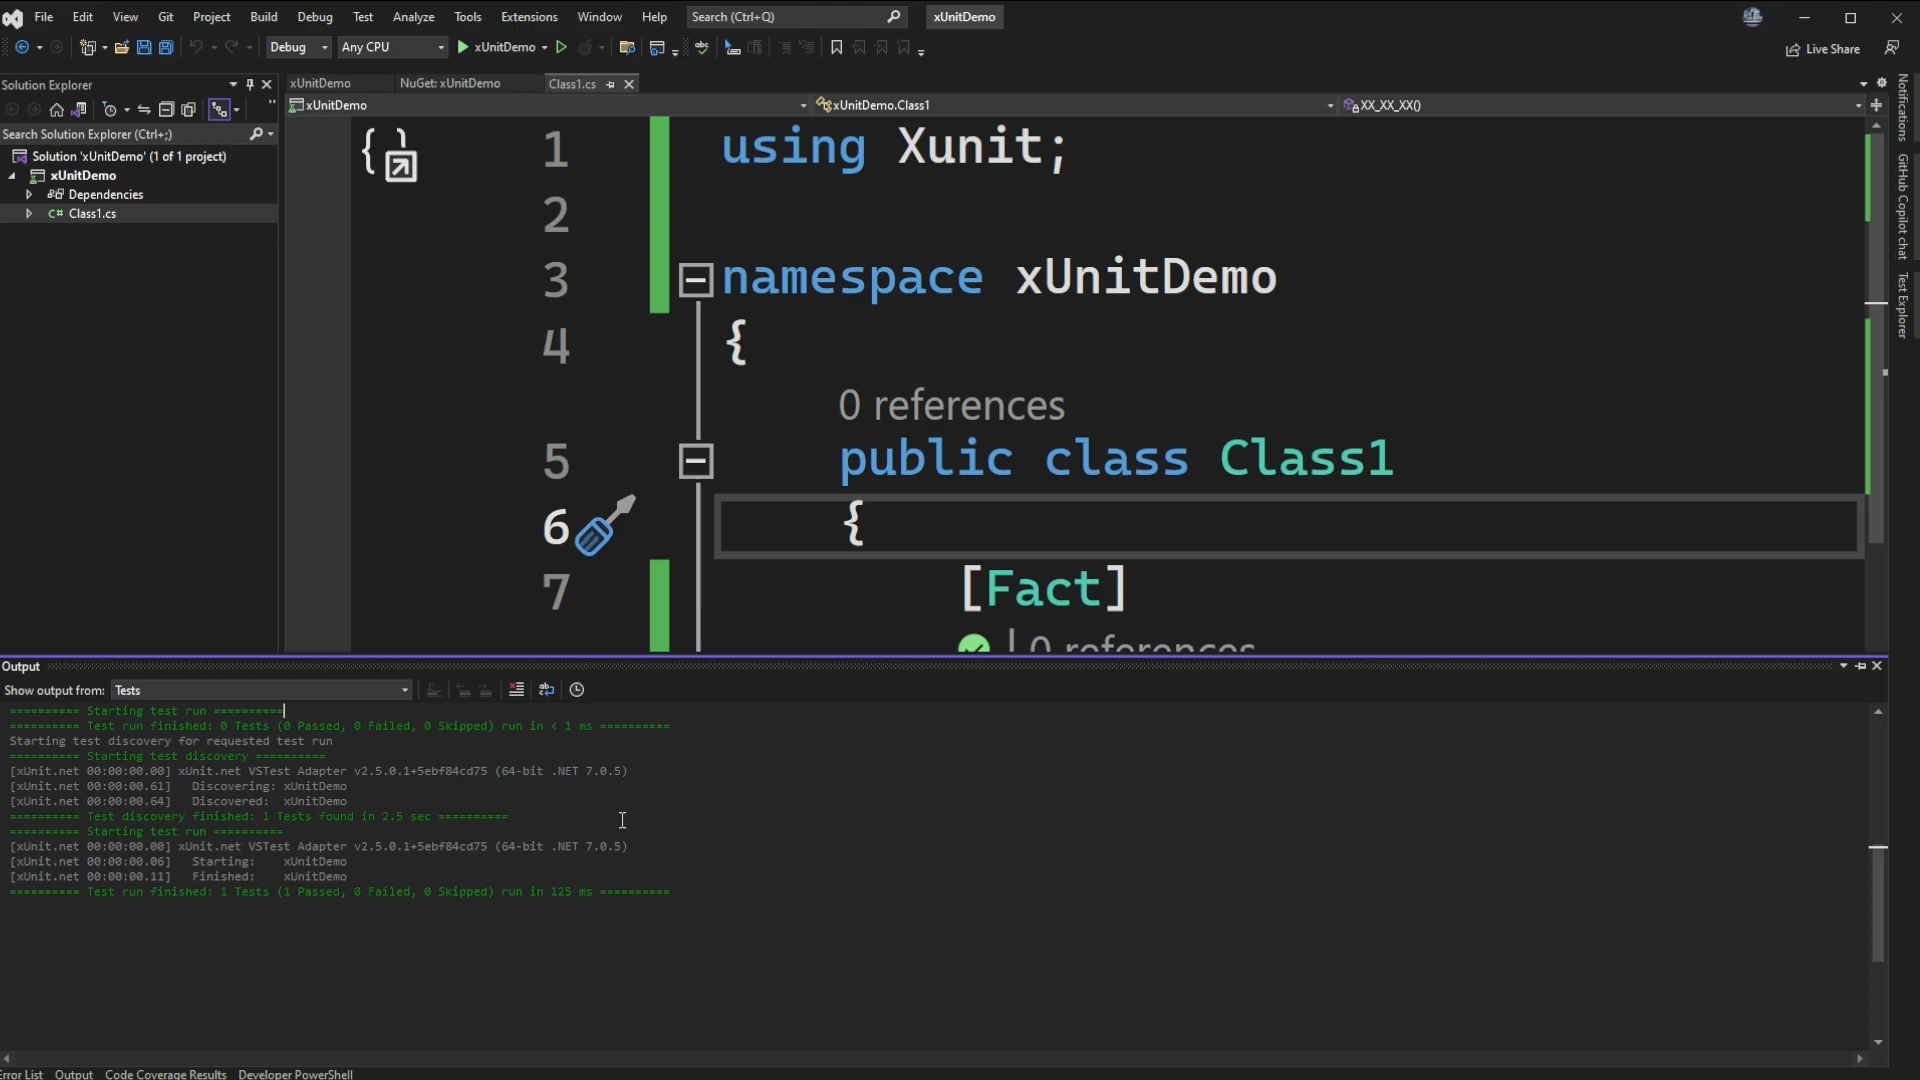 File Edit View Git Project Build Debug Test Analyze Tools Extensions Window Help Search (Ctrl+Q) xUnitDemo
Debug Any CPU xUnitDemo Live Share
Solution Explorer
Search Solution Explorer (Ctrl+;)
Solution 'xUnitDemo' (1 of 1 project)
xUnitDemo
Dependencies
C# Class1.cs
xUnitDemo NuGet: xUnitDemo Class1.cs
xUnitDemo xUnitDemo.Class1 XX_XX_XX()
1 using Xunit;
2
3 namespace xUnitDemo
4 {
0 references
5 public class Class1
6 {
7 [Fact]
| 0 references
Notifications
GitHub Copilot chat
Test Explorer
Output
Show output from: Tests
========== Starting test run ==========
========== Test run finished: 0 Tests (0 Passed, 0 Failed, 0 Skipped) run in < 1 ms ==========
Starting test discovery for requested test run
========== Starting test discovery ==========
[xUnit.net 00:00:00.00] xUnit.net VSTest Adapter v2.5.0.1+5ebf84cd75 (64-bit .NET 7.0.5)
[xUnit.net 00:00:00.61] Discovering: xUnitDemo
[xUnit.net 00:00:00.64] Discovered: xUnitDemo
========== Test discovery finished: 1 Tests found in 2.5 sec ==========
========== Starting test run ==========
[xUnit.net 00:00:00.00] xUnit.net VSTest Adapter v2.5.0.1+5ebf84cd75 (64-bit .NET 7.0.5)
[xUnit.net 00:00:00.06] Starting: xUnitDemo
[xUnit.net 00:00:00.11] Finished: xUnitDemo
========== Test run finished: 1 Tests (1 Passed, 0 Failed, 0 Skipped) run in 125 ms ==========
Error List Output Code Coverage Results Developer PowerShell